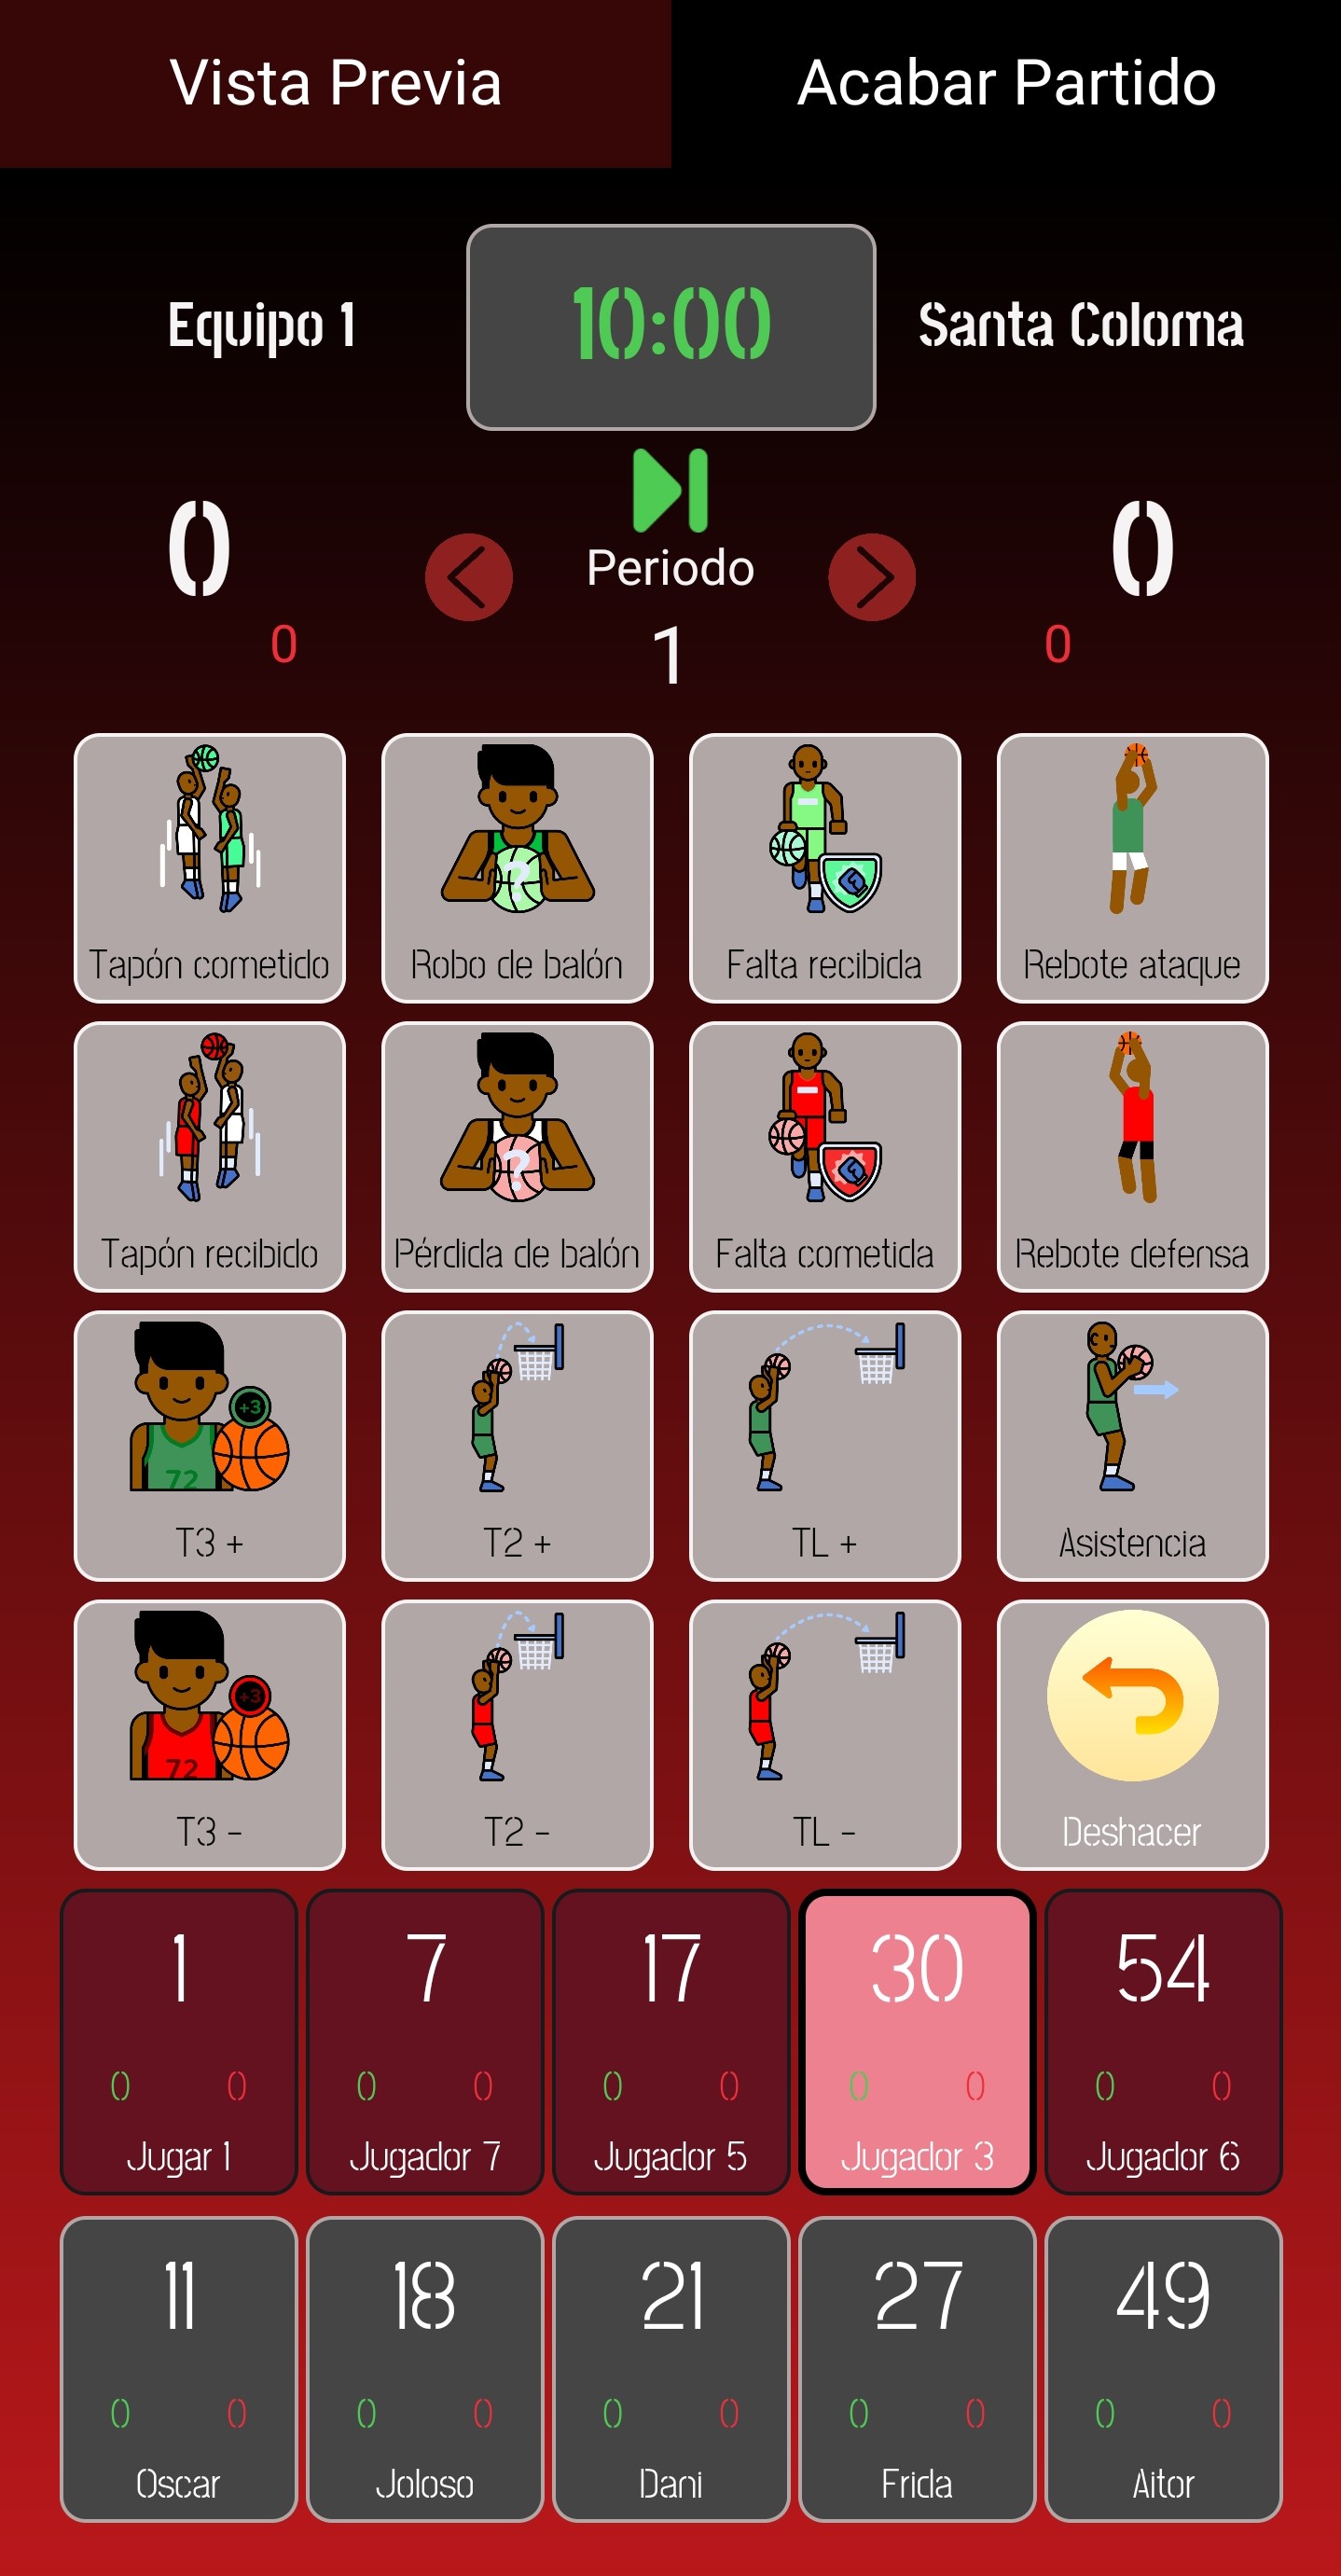 Vista Previa
Acabar Partido
Equipo 1
10:00
Santa Coloma
0
Periodo
0
0
1
0
Tapón cometido
Robo de balón
?
Falta recibida
Rebote ataque
Tapón recibido
Pérdida de balón
?
Falta cometida
Rebote defensa
+3
72
T3 +
T2 +
TL +
Asistencia
+3
72
T3 -
T2 -
TL -
Deshacer
1
7
17
30
54
0 0
0 0
0 0
0 0
0 0
Jugar 1
Jugador 7
Jugador 5
Jugador 3
Jugador 6
11
18
21
27
49
0 0
0 0
0 0
0 0
0 0
Oscar
Joloso
Dani
Frida
Aitor